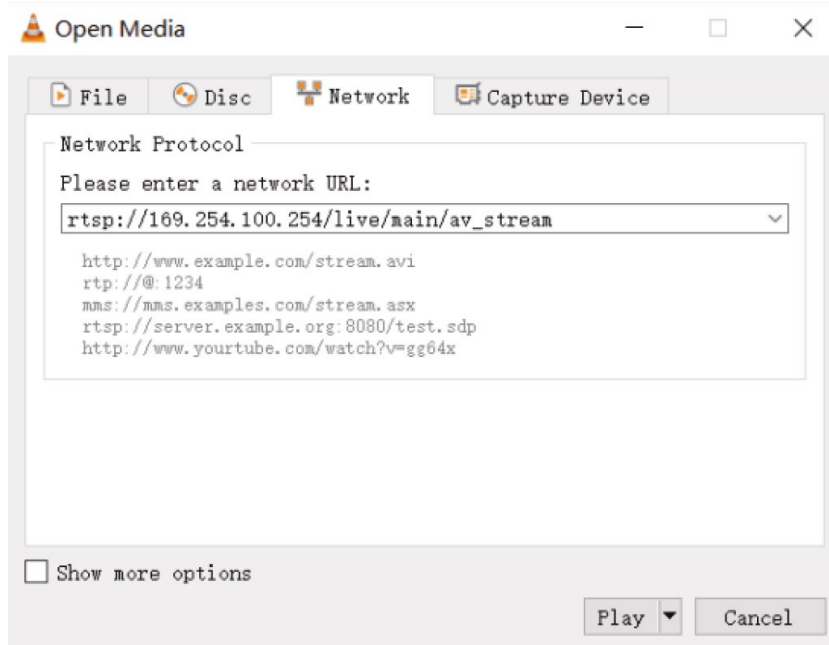 Open Media
File Disc Network Capture Device
Network Protocol
Please enter a network URL:
rtsp://169.254.100.254/live/main/av_stream
http://www.example.com/stream.avi
rtp://@:1234
mms://mms.examples.com/stream.asx
rtsp://server.example.org:8080/test.sdp
http://www.yourtube.com/watch?v=gg64x
Show more options
Play Cancel